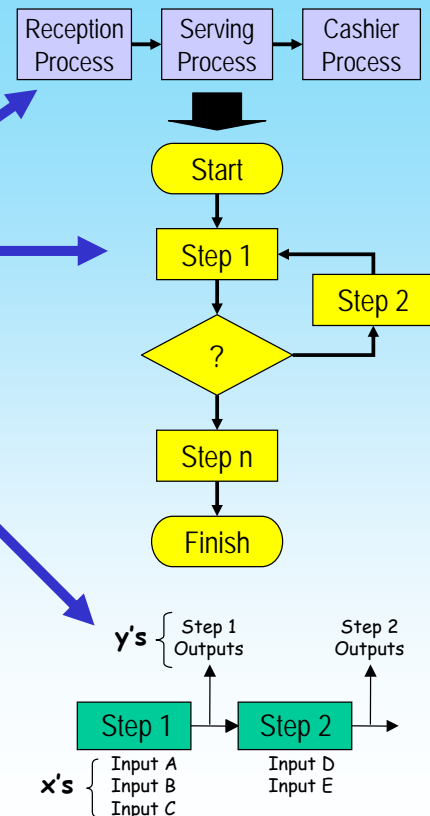 Reception
Process
Serving
Process
Cashier
Process
Start
Step 1
Step 2
?
Step n
Finish
y's
Step 1
Outputs
Step 2
Outputs
Step 1
Step 2
x's
Input A
Input B
Input C
Input D
Input E